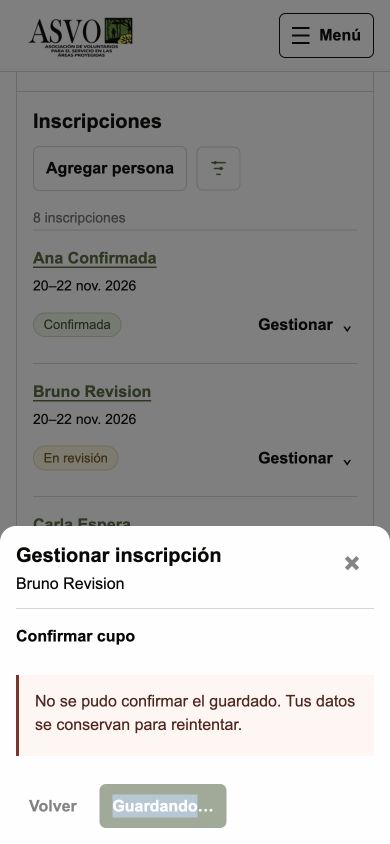 ASVO
ASOCIACIÓN DE VOLUNTARIOS
PARA EL SERVICIO EN LAS
ÁREAS PROTEGIDAS
Menú
Inscripciones
Agregar persona
8 inscripciones
Ana Confirmada
20–22 nov. 2026
Confirmada
Gestionar
Bruno Revision
20–22 nov. 2026
En revisión
Gestionar
Carla Espera
Gestionar inscripción
Bruno Revision
Confirmar cupo
No se pudo confirmar el guardado. Tus datos
se conservan para reintentar.
Volver
Guardando…